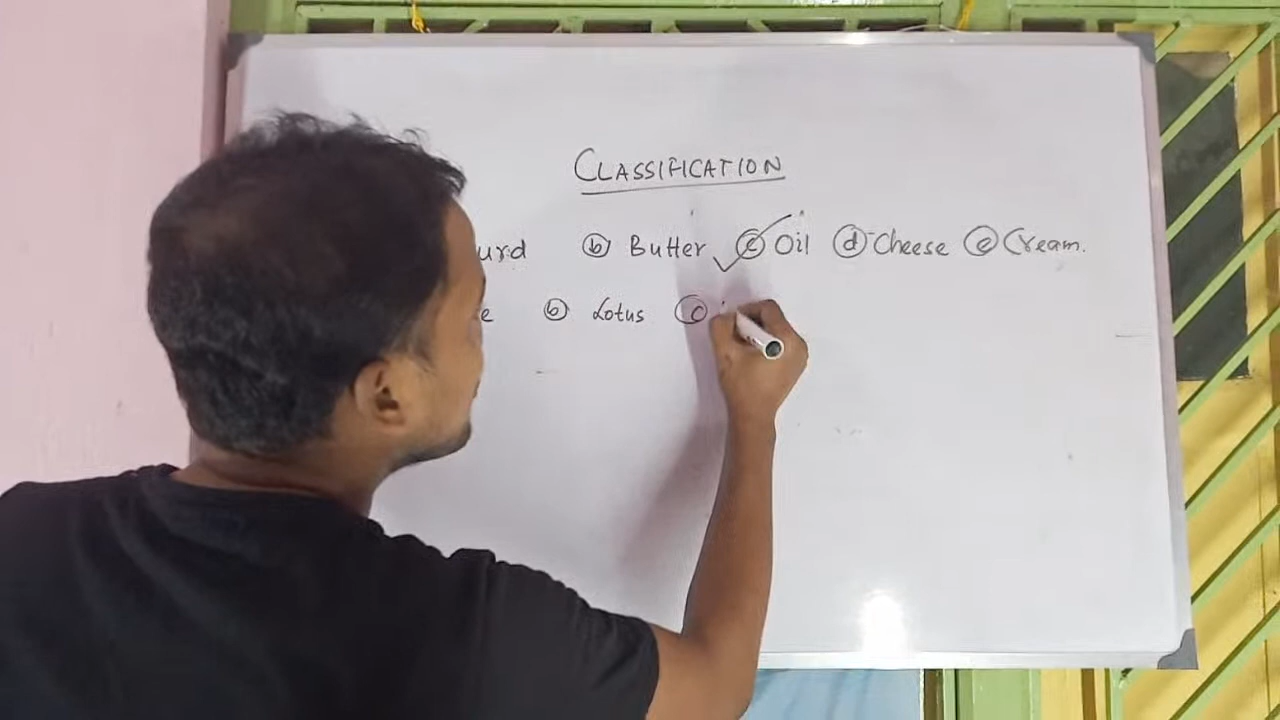 CLASSIFICATION
urd (b) Butter (c) Oil (d) Cheese (e) Cream.
e (b) Lotus (c)